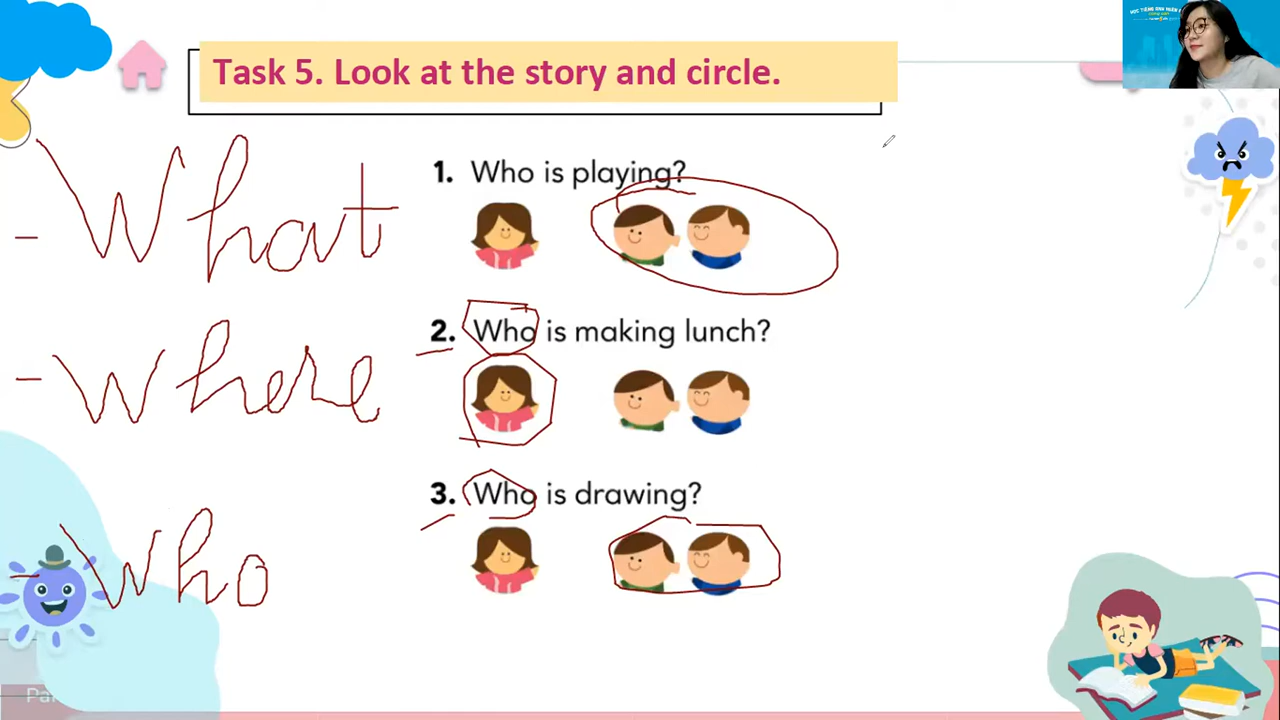 Task 5. Look at the story and circle.
1. Who is playing?
2. Who is making lunch?
3. Who is drawing?
- What
- Where
- Who